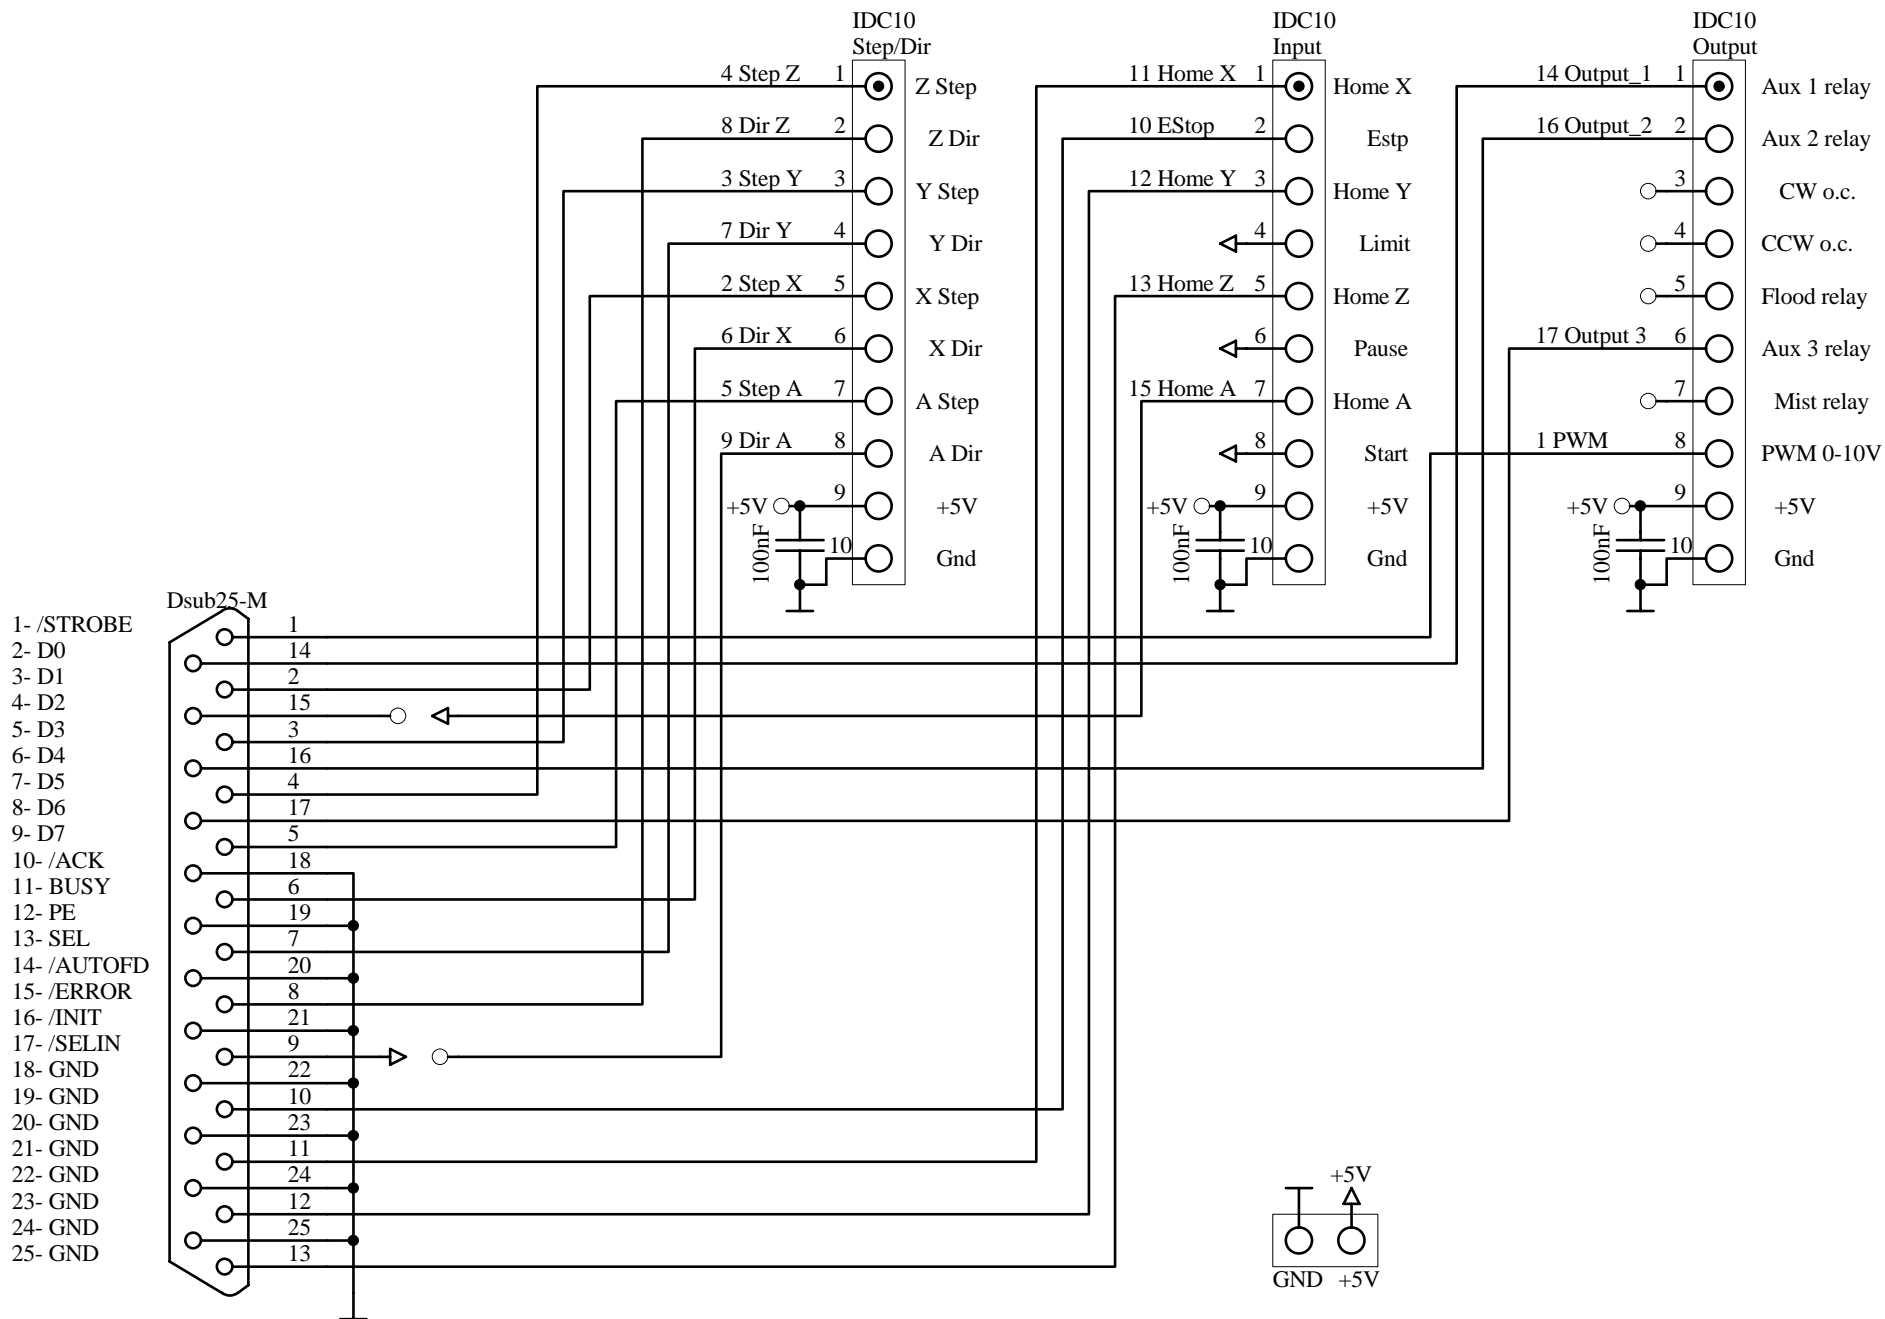 IDC10
Step/Dir
4 Step Z 1 Z Step
8 Dir Z 2 Z Dir
3 Step Y 3 Y Step
7 Dir Y 4 Y Dir
2 Step X 5 X Step
6 Dir X 6 X Dir
5 Step A 7 A Step
9 Dir A 8 A Dir
+5V 9 +5V
100nF
10 Gnd
IDC10
Input
11 Home X 1 Home X
10 EStop 2 Estp
12 Home Y 3 Home Y
4 Limit
13 Home Z 5 Home Z
6 Pause
15 Home A 7 Home A
8 Start
+5V 9 +5V
100nF
10 Gnd
IDC10
Output
14 Output_1 1 Aux 1 relay
16 Output_2 2 Aux 2 relay
3 CW o.c.
4 CCW o.c.
5 Flood relay
17 Output 3 6 Aux 3 relay
7 Mist relay
1 PWM 8 PWM 0-10V
+5V 9 +5V
100nF
10 Gnd
Dsub25-M
1- /STROBE
2- D0
3- D1
4- D2
5- D3
6- D4
7- D5
8- D6
9- D7
10- /ACK
11- BUSY
12- PE
13- SEL
14- /AUTOFD
15- /ERROR
16- /INIT
17- /SELIN
18- GND
19- GND
20- GND
21- GND
22- GND
23- GND
24- GND
25- GND
1
14
2
15
3
16
4
17
5
18
6
19
7
20
8
21
9
22
10
23
11
24
12
25
13
+5V
GND +5V